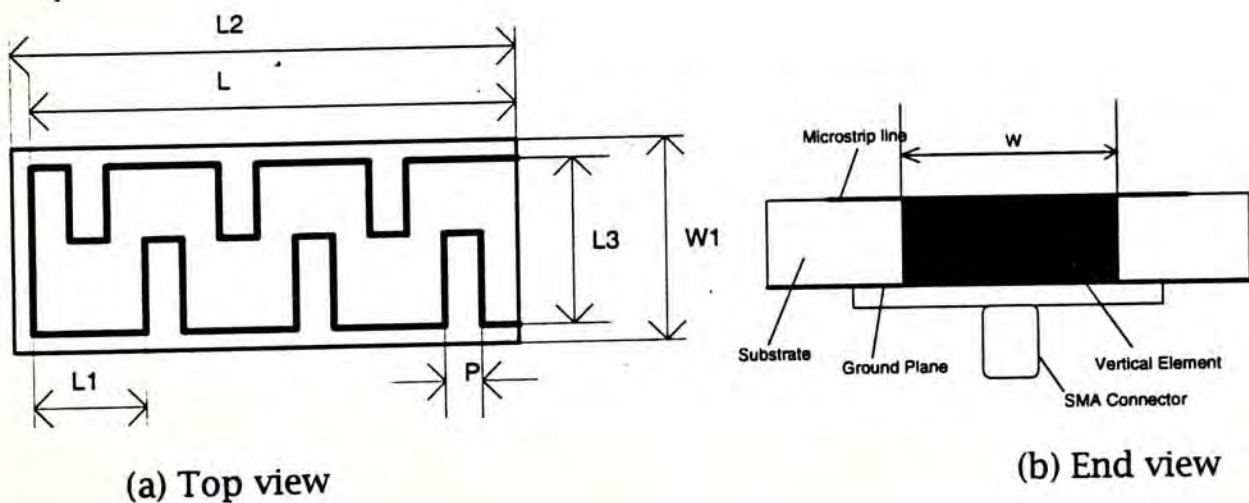 L2
L
L3
W1
L1
P
(a) Top view
Microstrip line
W
Substrate
Ground Plane
Vertical Element
SMA Connector
(b) End view